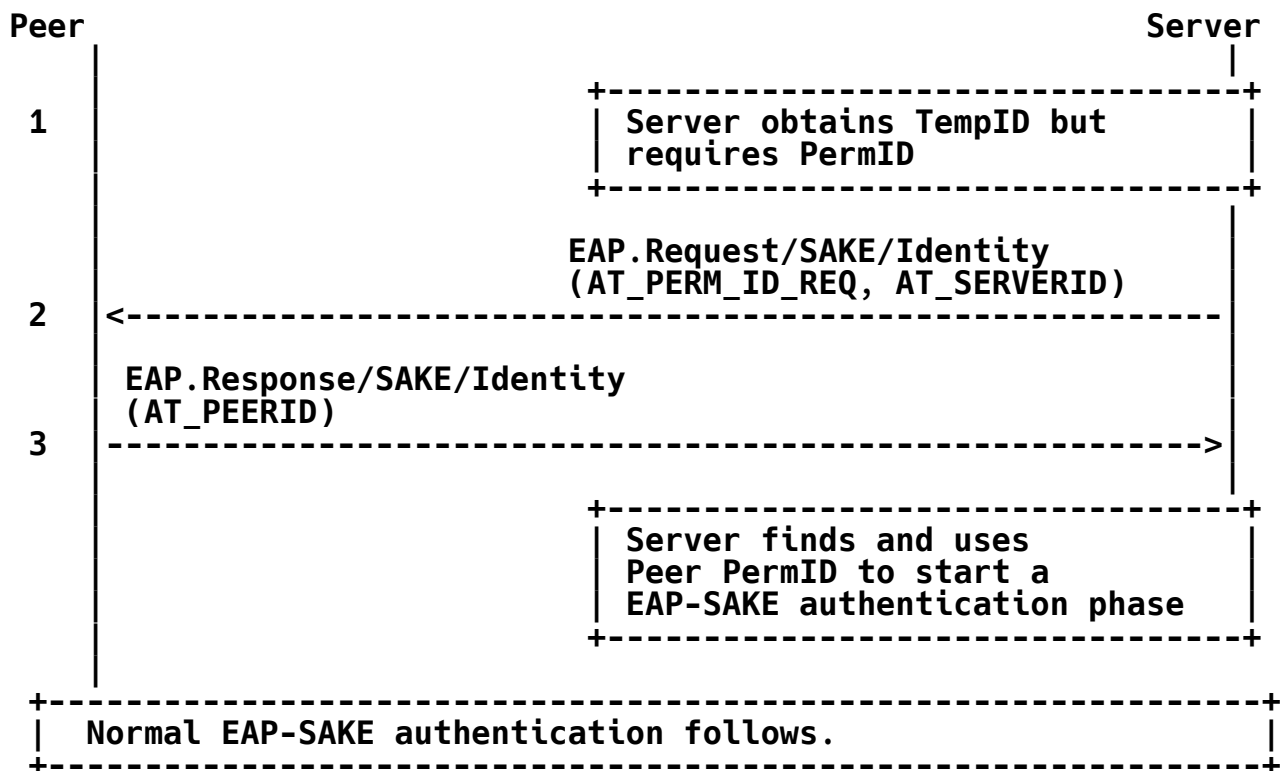 Peer Server
1 Server obtains TempID but
requires PermID
EAP.Request/SAKE/Identity
(AT_PERM_ID_REQ, AT_SERVERID)
2
EAP.Response/SAKE/Identity
(AT_PEERID)
3
Server finds and uses
Peer PermID to start a
EAP-SAKE authentication phase
Normal EAP-SAKE authentication follows.